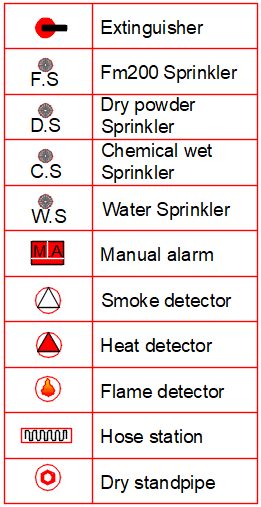 Extinguisher
F.S Fm200 Sprinkler
D.S Dry powder
Sprinkler
C.S Chemical wet
Sprinkler
W.S Water Sprinkler
MA Manual alarm
Smoke detector
Heat detector
Flame detector
Hose station
Dry standpipe